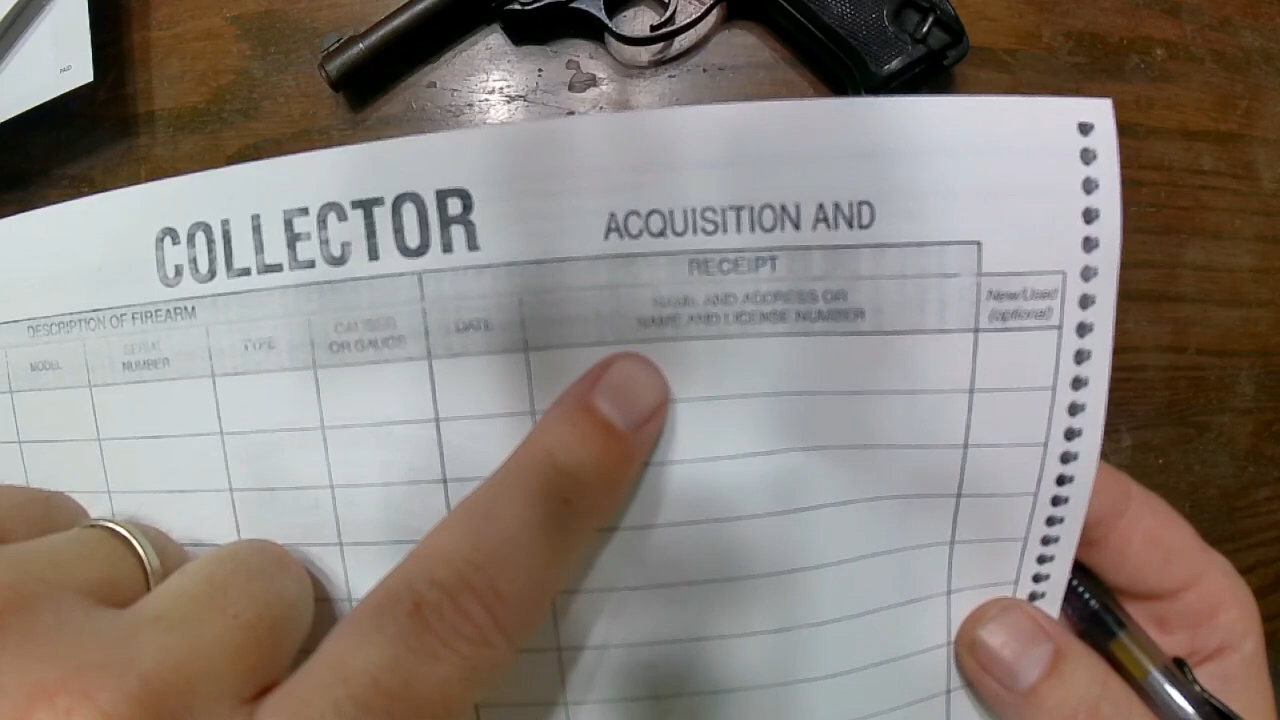 PAID
COLLECTOR ACQUISITION AND
DESCRIPTION OF FIREARM
RECEIPT
MODEL
SERIAL
NUMBER
TYPE
CALIBER
OR GAUGE
DATE
NAME AND ADDRESS OR
NAME AND LICENSE NUMBER
New/Used
(optional)